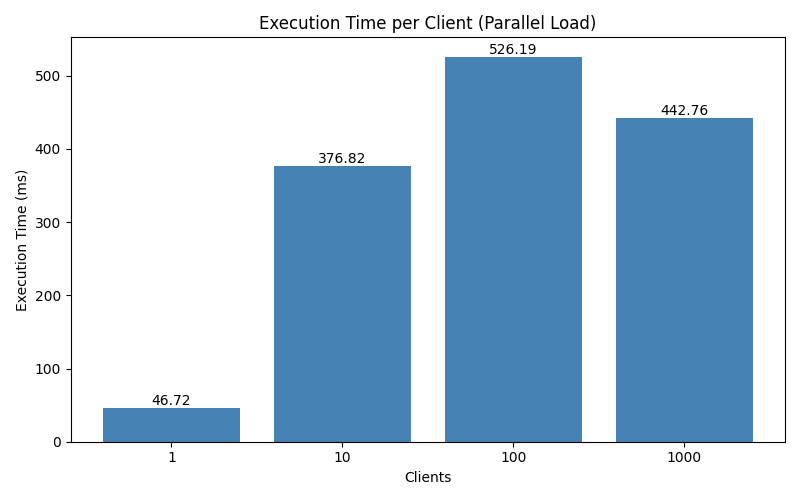 Execution Time per Client (Parallel Load)
526.19
500
442.76
400
376.82
300
Execution Time (ms)
200
100
46.72
0
1 10 100 1000
Clients